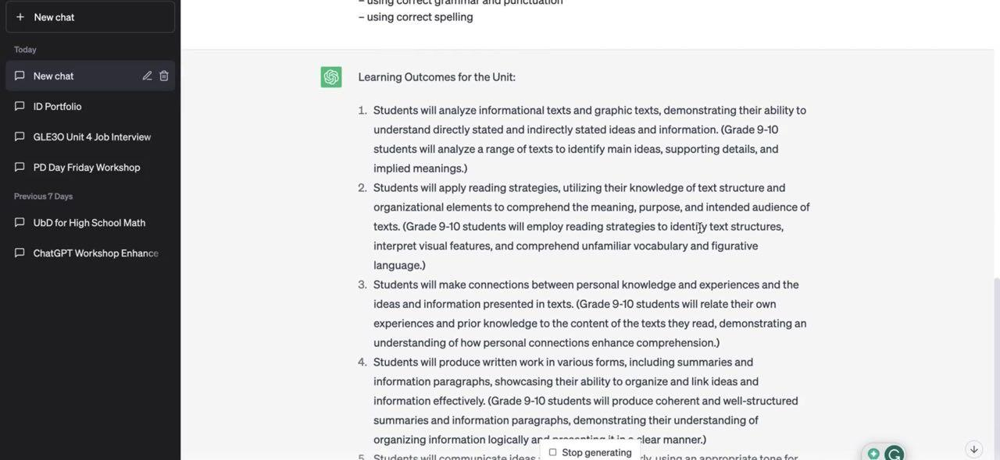 New chat
Today
New chat
ID Portfolio
GLE3O Unit 4 Job Interview
PD Day Friday Workshop
Previous 7 Days
UbD for High School Math
ChatGPT Workshop Enhance
– using correct grammar and punctuation
– using correct spelling
Learning Outcomes for the Unit:
1. Students will analyze informational texts and graphic texts, demonstrating their ability to
understand directly stated and indirectly stated ideas and information. (Grade 9-10
students will analyze a range of texts to identify main ideas, supporting details, and
implied meanings.)
2. Students will apply reading strategies, utilizing their knowledge of text structure and
organizational elements to comprehend the meaning, purpose, and intended audience of
texts. (Grade 9-10 students will employ reading strategies to identify text structures,
interpret visual features, and comprehend unfamiliar vocabulary and figurative
language.)
3. Students will make connections between personal knowledge and experiences and the
ideas and information presented in texts. (Grade 9-10 students will relate their own
experiences and prior knowledge to the content of the texts they read, demonstrating an
understanding of how personal connections enhance comprehension.)
4. Students will produce written work in various forms, including summaries and
information paragraphs, showcasing their ability to organize and link ideas and
information effectively. (Grade 9-10 students will produce coherent and well-structured
summaries and information paragraphs, demonstrating their understanding of
organizing information logically and presenting it in a clear manner.)
5. Students will communicate ideas using an appropriate tone for
Stop generating